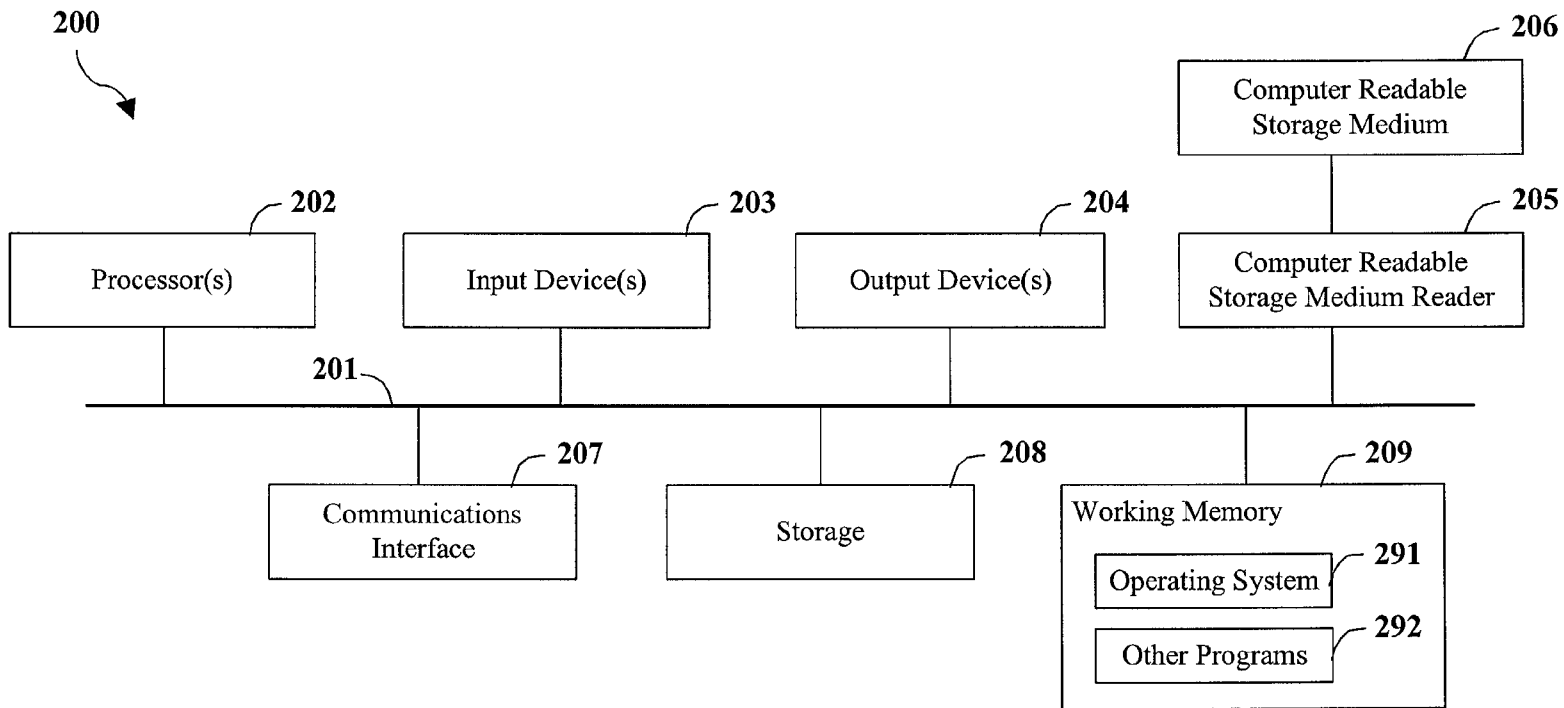 200
206
Computer Readable
Storage Medium
202
203
204
205
Processor(s)
Input Device(s)
Output Device(s)
Computer Readable
Storage Medium Reader
201
207
208
209
Communications
Interface
Storage
Working Memory
291
Operating System
292
Other Programs